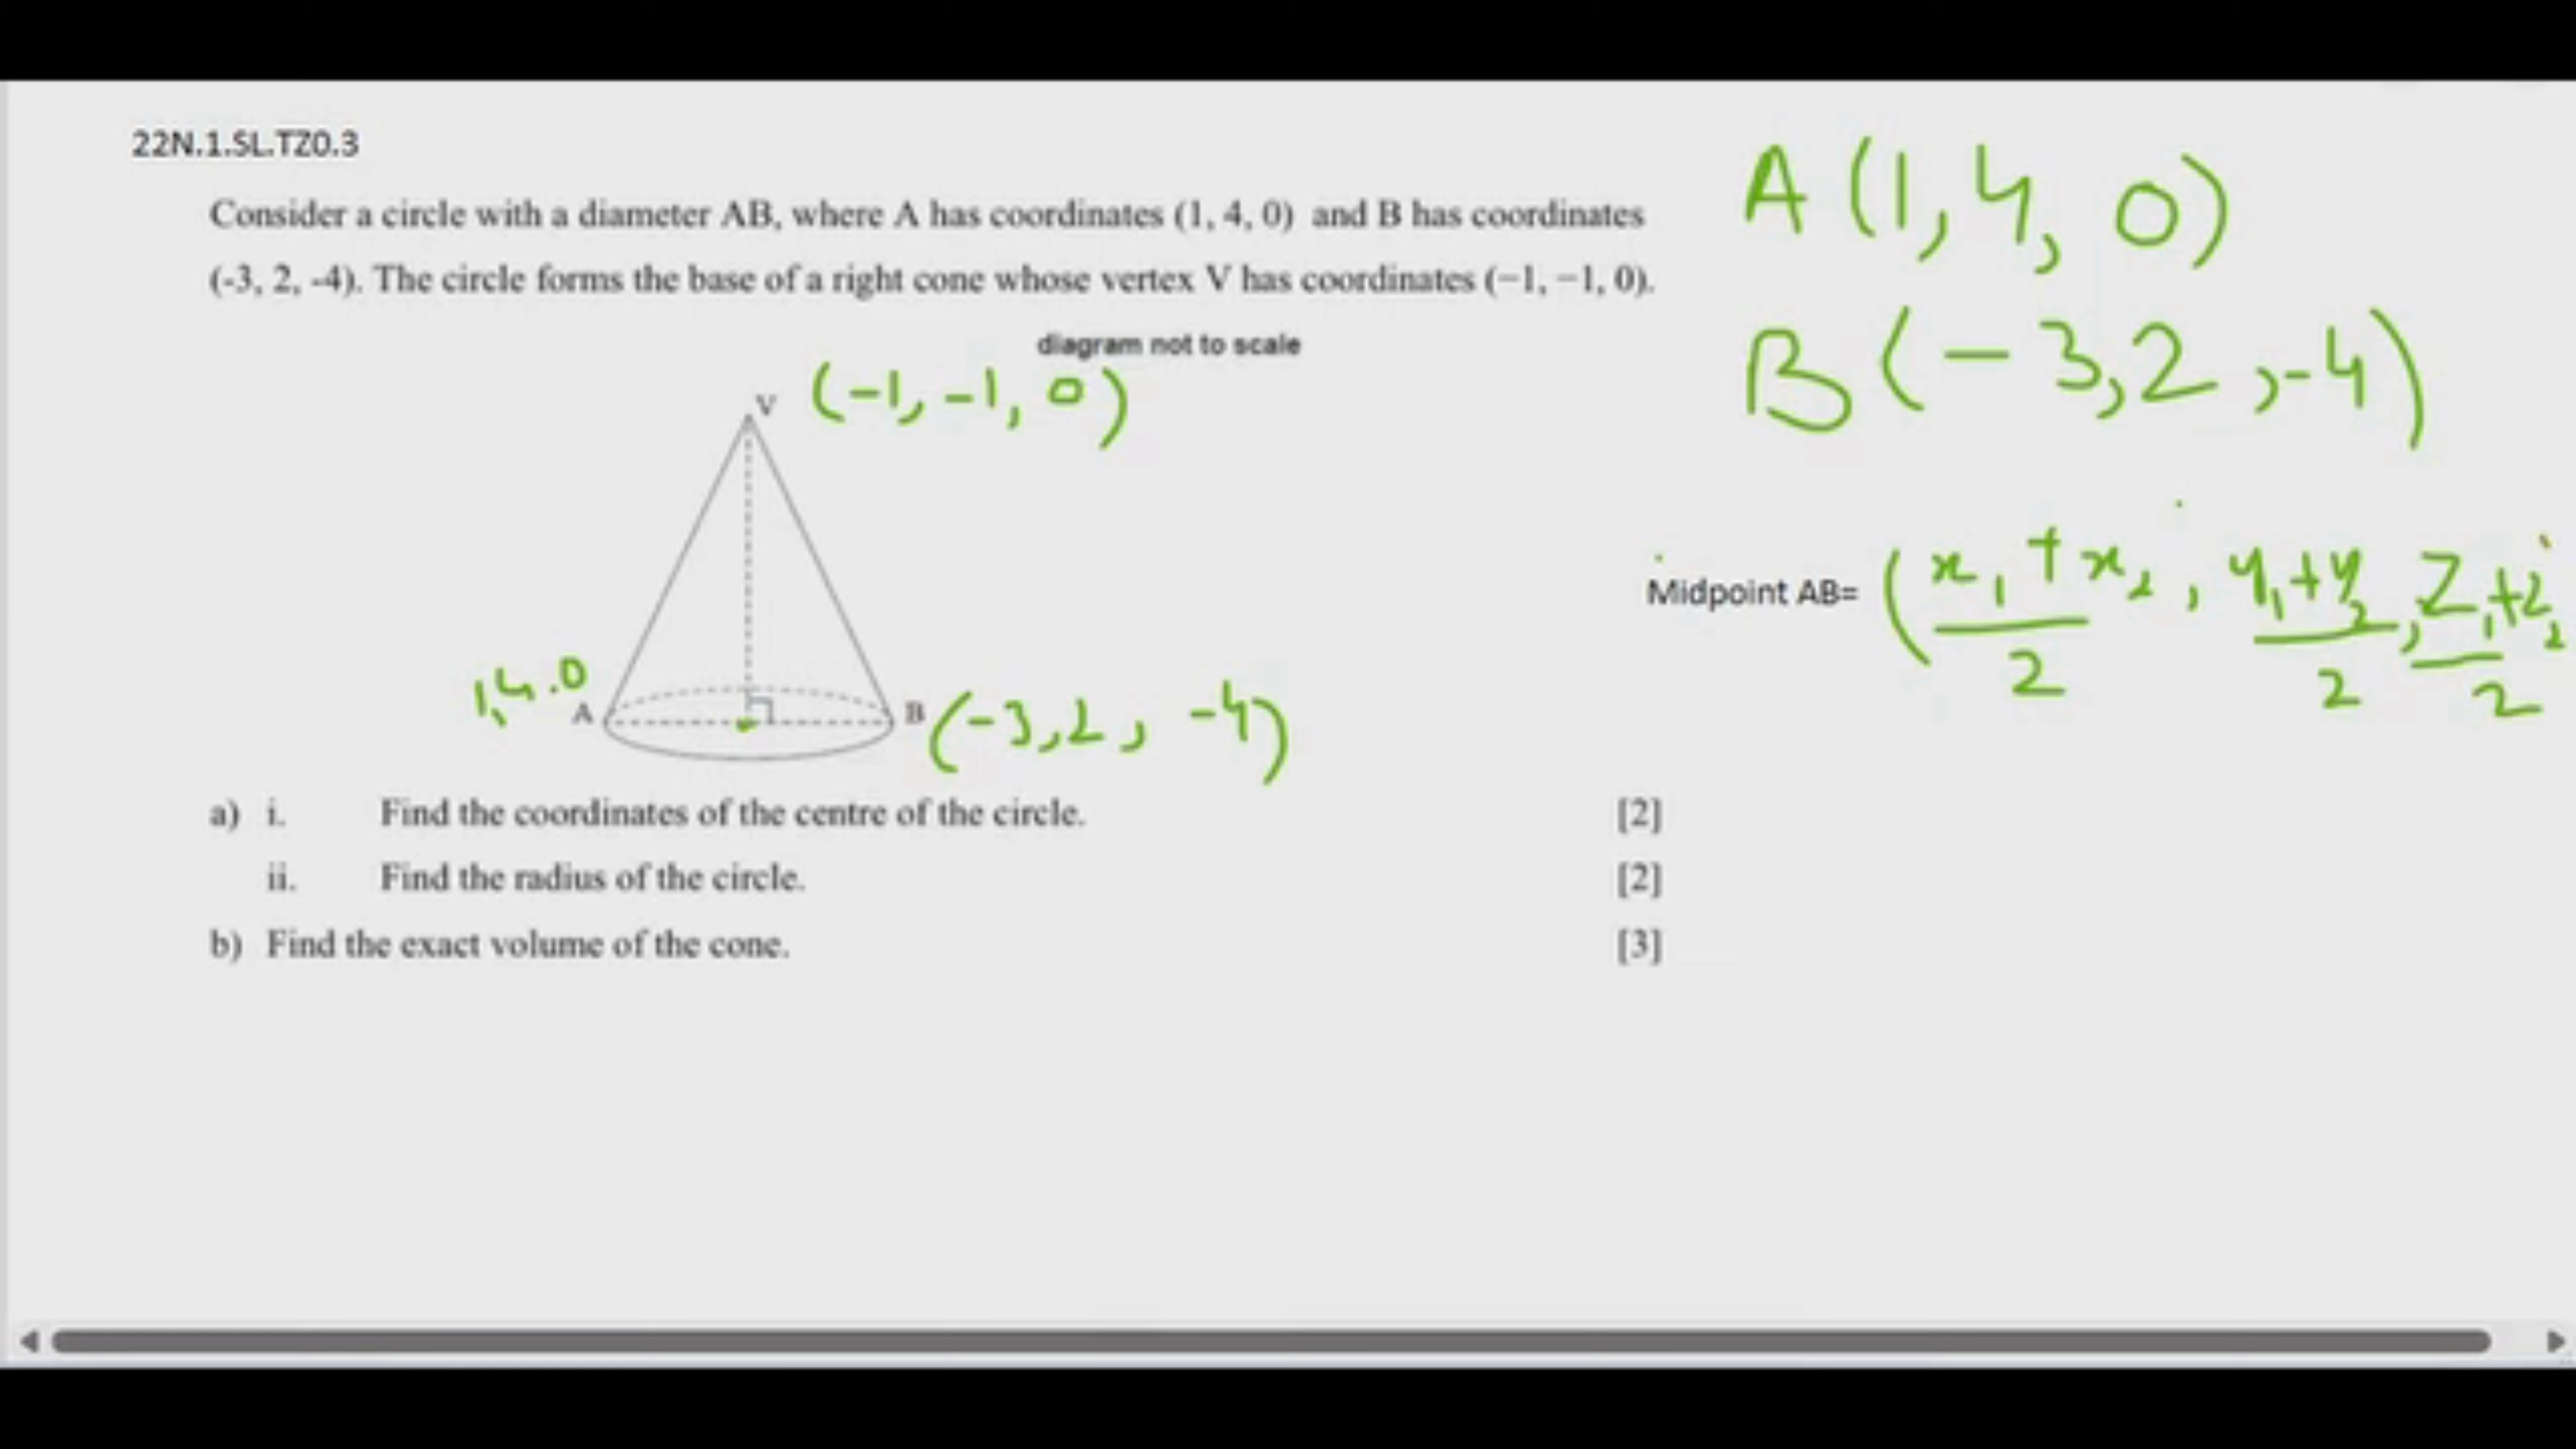 22N.1.SL.TZ0.3
Consider a circle with a diameter AB, where A has coordinates (1, 4, 0) and B has coordinates
(-3, 2, -4). The circle forms the base of a right cone whose vertex V has coordinates (−1, −1, 0).
diagram not to scale
V (-1, -1, 0)
1,4.0
A
B (-3,2, -4)
a) i. Find the coordinates of the centre of the circle. [2]
ii. Find the radius of the circle. [2]
b) Find the exact volume of the cone. [3]
A (1, 4, 0)
B (-3,2,-4)
Midpoint AB= (x₁+x₂/2, y₁+y₂/2, z₁+z₂/2